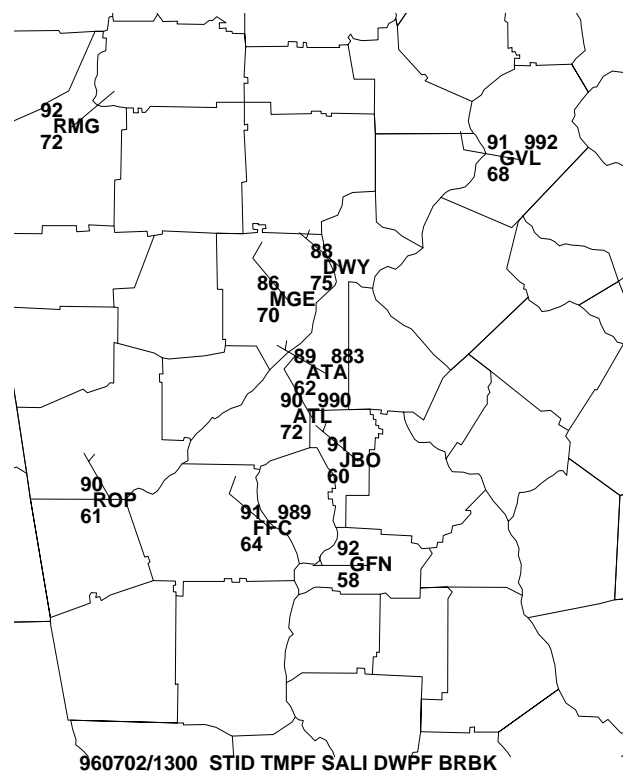 92
RMG
72
91 992
GVL
68
88
DWY
75
86
MGE
70
89 883
ATA
62
90 990
ATL
72
91
JBO
60
90
ROP
61
91 989
FFC
64
92
GFN
58
960702/1300 STID TMPF SALI DWPF BRBK